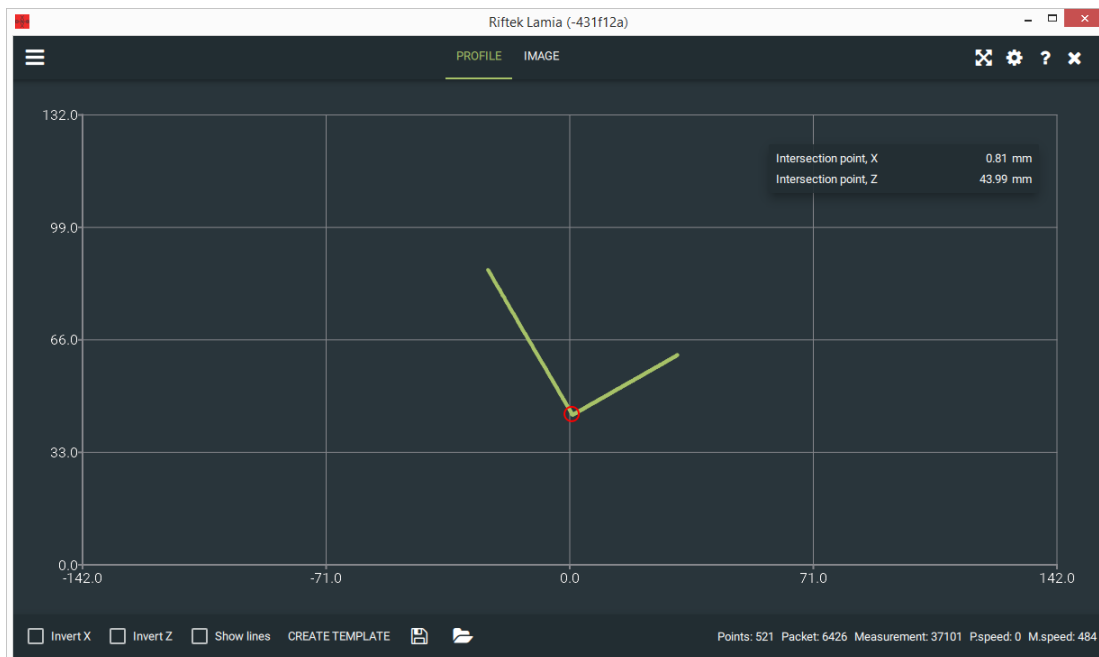 Riftek Lamia (-431f12a)
PROFILE IMAGE
132.0
Intersection point, X 0.81 mm
Intersection point, Z 43.99 mm
99.0
66.0
33.0
0.0
-142.0 -71.0 0.0 71.0 142.0
Invert X Invert Z Show lines CREATE TEMPLATE Points: 521 Packet: 6426 Measurement: 37101 P.speed: 0 M.speed: 484